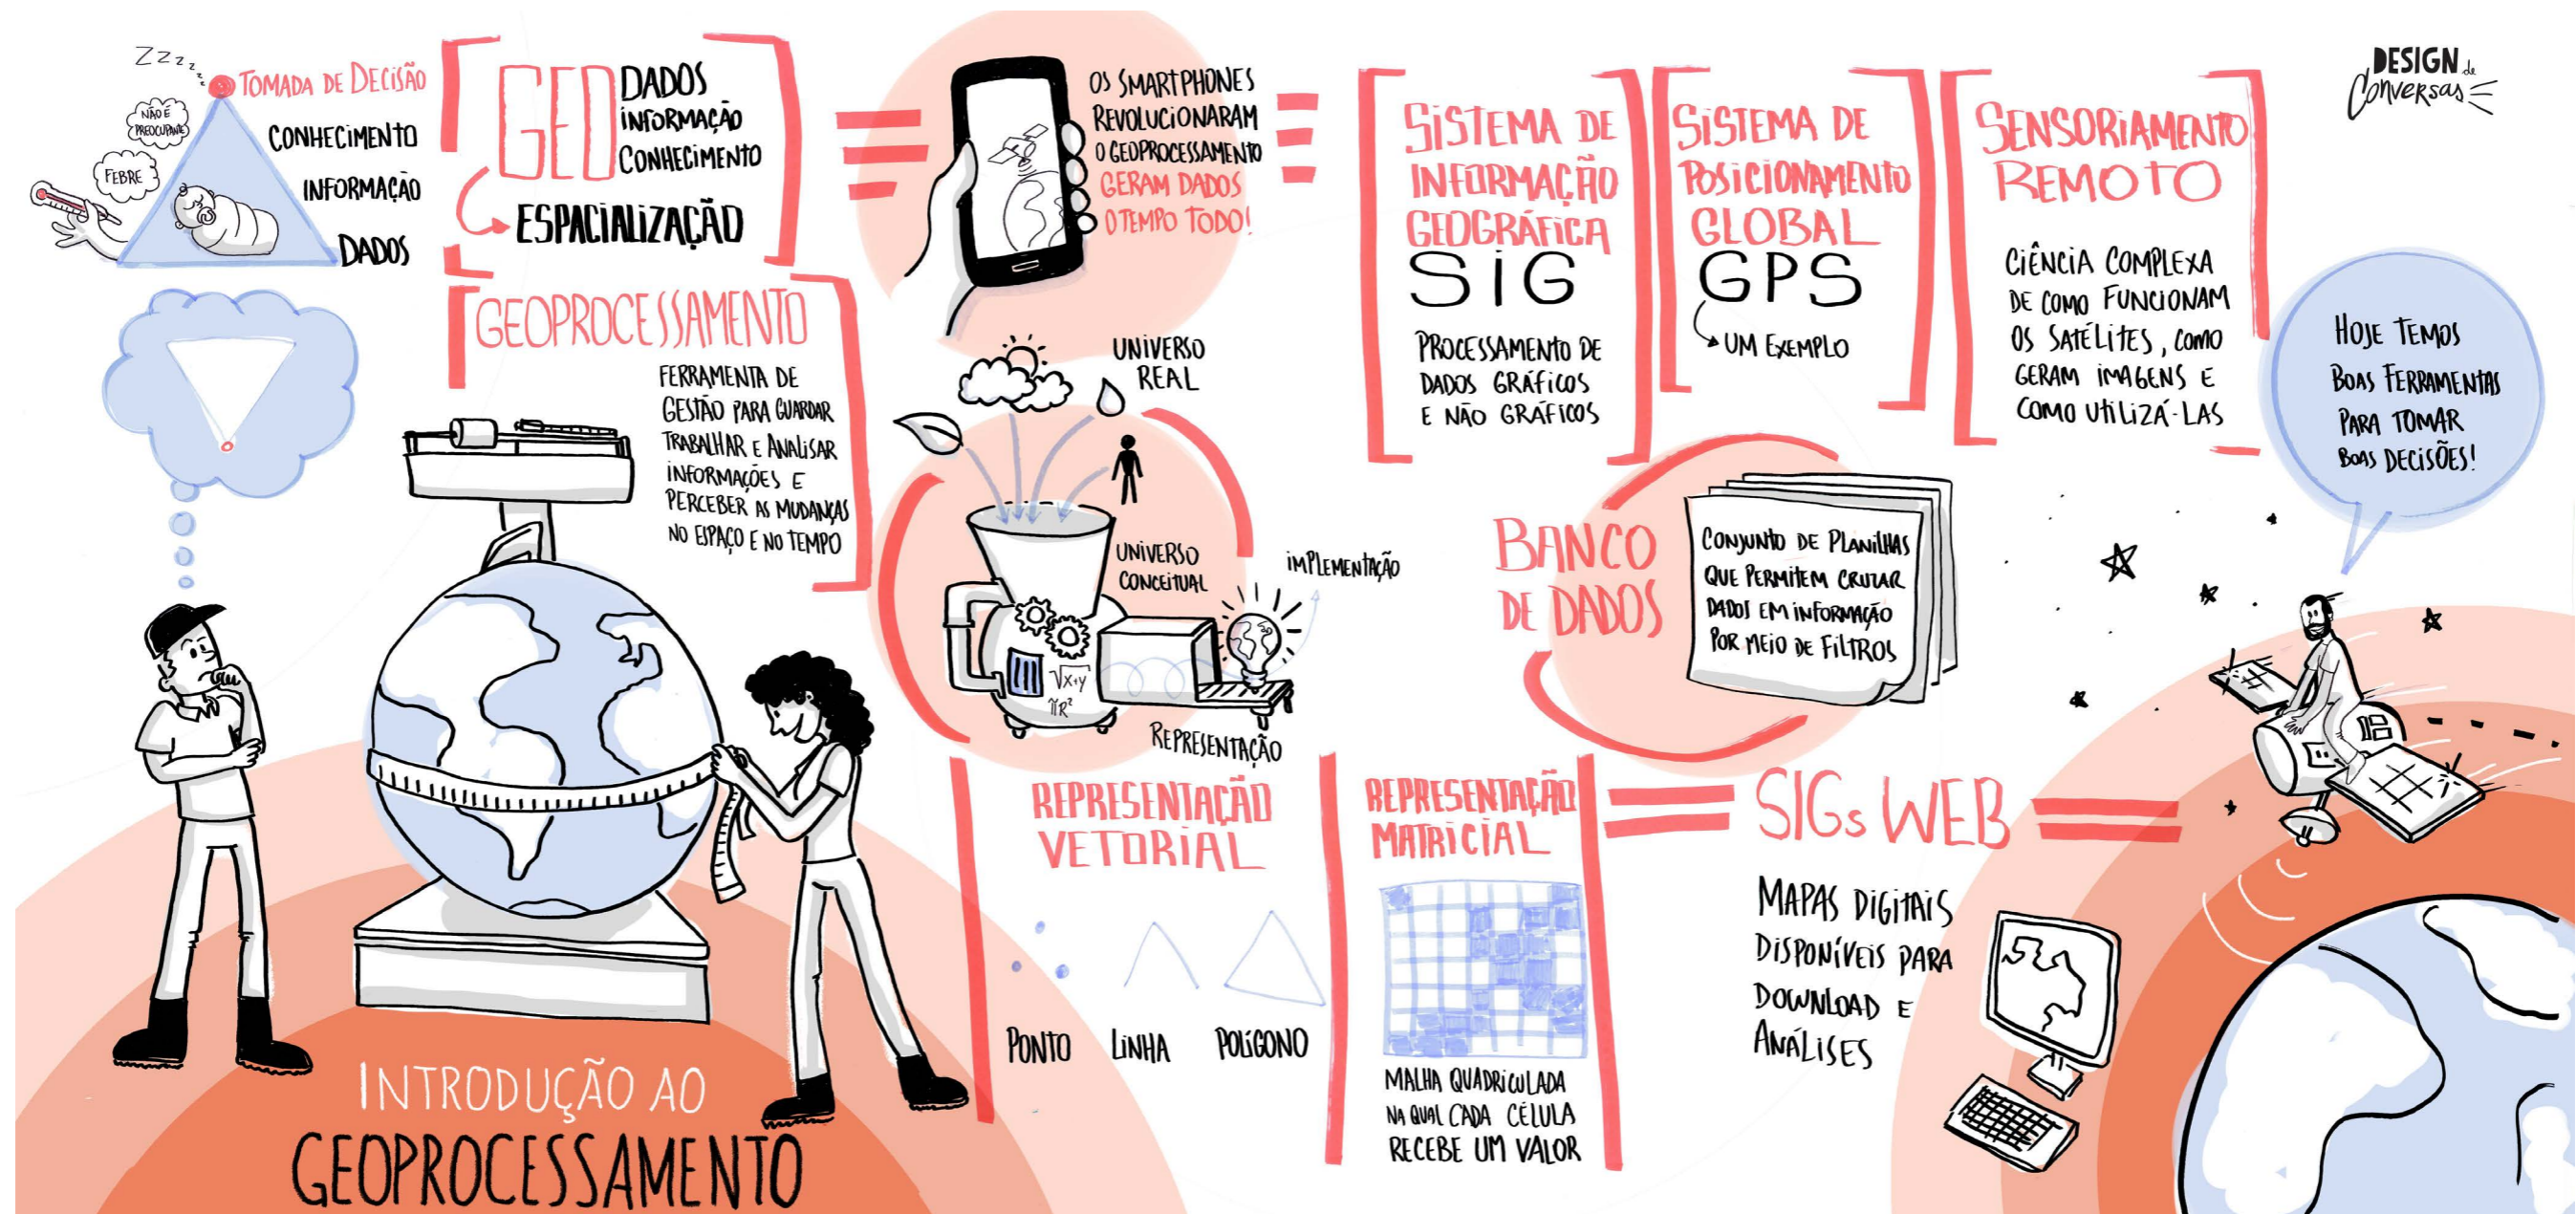 ZZZZZ
TOMADA DE DECISÃO
NÃO É
PREOCUPANTE
CONHECIMENTO
FEBRE
INFORMAÇÃO
DADOS
GEO
DADOS
INFORMAÇÃO
CONHECIMENTO
ESPACIALIZAÇÃO
OS SMARTPHONES
REVOLUCIONARAM
O GEOPROCESSAMENTO
GERAM DADOS
O TEMPO TODO!
SISTEMA DE
INFORMAÇÃO
GEOGRÁFICA
SIG
PROCESSAMENTO DE
DADOS GRÁFICOS
E NÃO GRÁFICOS
SISTEMA DE
POSICIONAMENTO
GLOBAL
GPS
UM EXEMPLO
SENSORIAMENTO
REMOTO
CIÊNCIA COMPLEXA
DE COMO FUNCIONAM
OS SATÉLITES, COMO
GERAM IMAGENS E
COMO UTILIZÁ-LAS
DESIGN de
Conversas
HOJE TEMOS
BOAS FERRAMENTAS
PARA TOMAR
BOAS DECISÕES!
GEOPROCESSAMENTO
FERRAMENTA DE
GESTÃO PARA GUARDAR
TRABALHAR E ANALISAR
INFORMAÇÕES E
PERCEBER AS MUDANÇAS
NO ESPAÇO E NO TEMPO
UNIVERSO
REAL
UNIVERSO
CONCEITUAL
IMPLEMENTAÇÃO
√x+y
πR²
REPRESENTAÇÃO
BANCO
DE DADOS
CONJUNTO DE PLANILHAS
QUE PERMITEM CRUZAR
DADOS EM INFORMAÇÃO
POR MEIO DE FILTROS
REPRESENTAÇÃO
VETORIAL
PONTO LINHA POLÍGONO
REPRESENTAÇÃO
MATRICIAL
MALHA QUADRICULADA
NA QUAL CADA CÉLULA
RECEBE UM VALOR
SIGs WEB
MAPAS DIGITAIS
DISPONÍVEIS PARA
DOWNLOAD E
ANÁLISES
INTRODUÇÃO AO
GEOPROCESSAMENTO